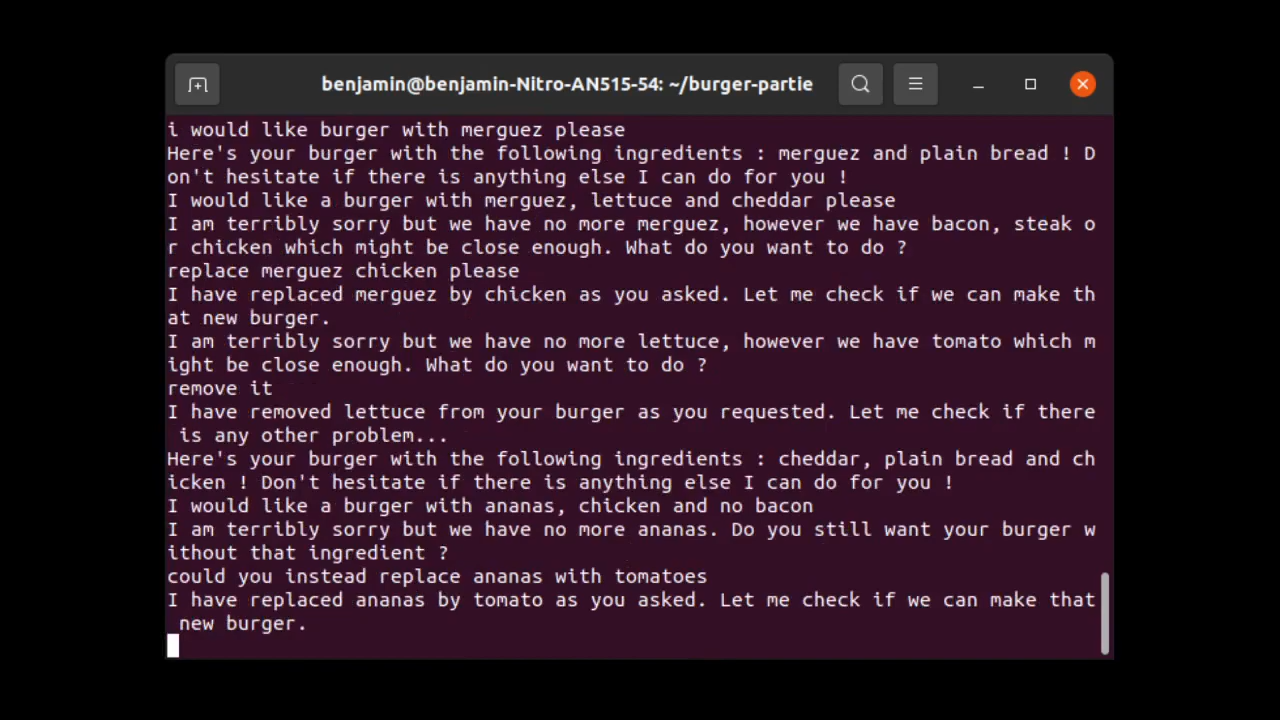 benjamin@benjamin-Nitro-AN515-54: ~/burger-partie
i would like burger with merguez please
Here's your burger with the following ingredients : merguez and plain bread ! D
on't hesitate if there is anything else I can do for you !
I would like a burger with merguez, lettuce and cheddar please
I am terribly sorry but we have no more merguez, however we have bacon, steak o
r chicken which might be close enough. What do you want to do ?
replace merguez chicken please
I have replaced merguez by chicken as you asked. Let me check if we can make th
at new burger.
I am terribly sorry but we have no more lettuce, however we have tomato which m
ight be close enough. What do you want to do ?
remove it
I have removed lettuce from your burger as you requested. Let me check if there
 is any other problem...
Here's your burger with the following ingredients : cheddar, plain bread and ch
icken ! Don't hesitate if there is anything else I can do for you !
I would like a burger with ananas, chicken and no bacon
I am terribly sorry but we have no more ananas. Do you still want your burger w
ithout that ingredient ?
could you instead replace ananas with tomatoes
I have replaced ananas by tomato as you asked. Let me check if we can make that
 new burger.